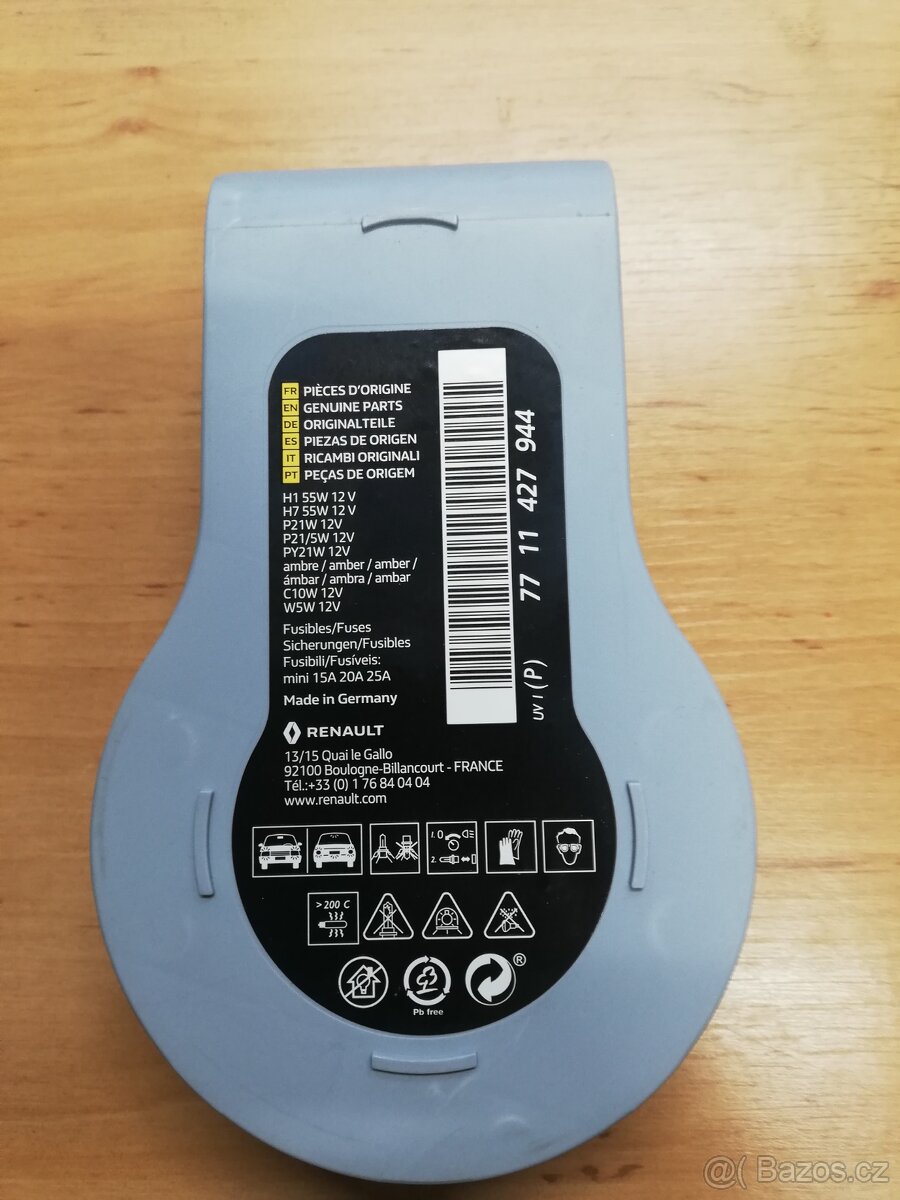 FR PIÈCES D'ORIGINE
EN GENUINE PARTS
DE ORIGINALTEILE
ES PIEZAS DE ORIGEN
IT RICAMBI ORIGINALI
PT PEÇAS DE ORIGEM
H1 55W 12 V
H7 55W 12 V
P21W 12V
P21/5W 12V
PY21W 12V
ambre / amber / amber /
ámbar / ambra / ambar
C10W 12V
W5W 12V
Fusibles/Fuses
Sicherungen/Fusibles
Fusibili/Fusíveis:
mini 15A 20A 25A
Made in Germany
RENAULT
13/15 Quai le Gallo
92100 Boulogne-Billancourt - FRANCE
Tél.:+33 (0) 1 76 84 04 04
www.renault.com
77 11 427 944
UV I (P)
1. 0
2.
>200 C
®
Pb free
@( Bazos.cz